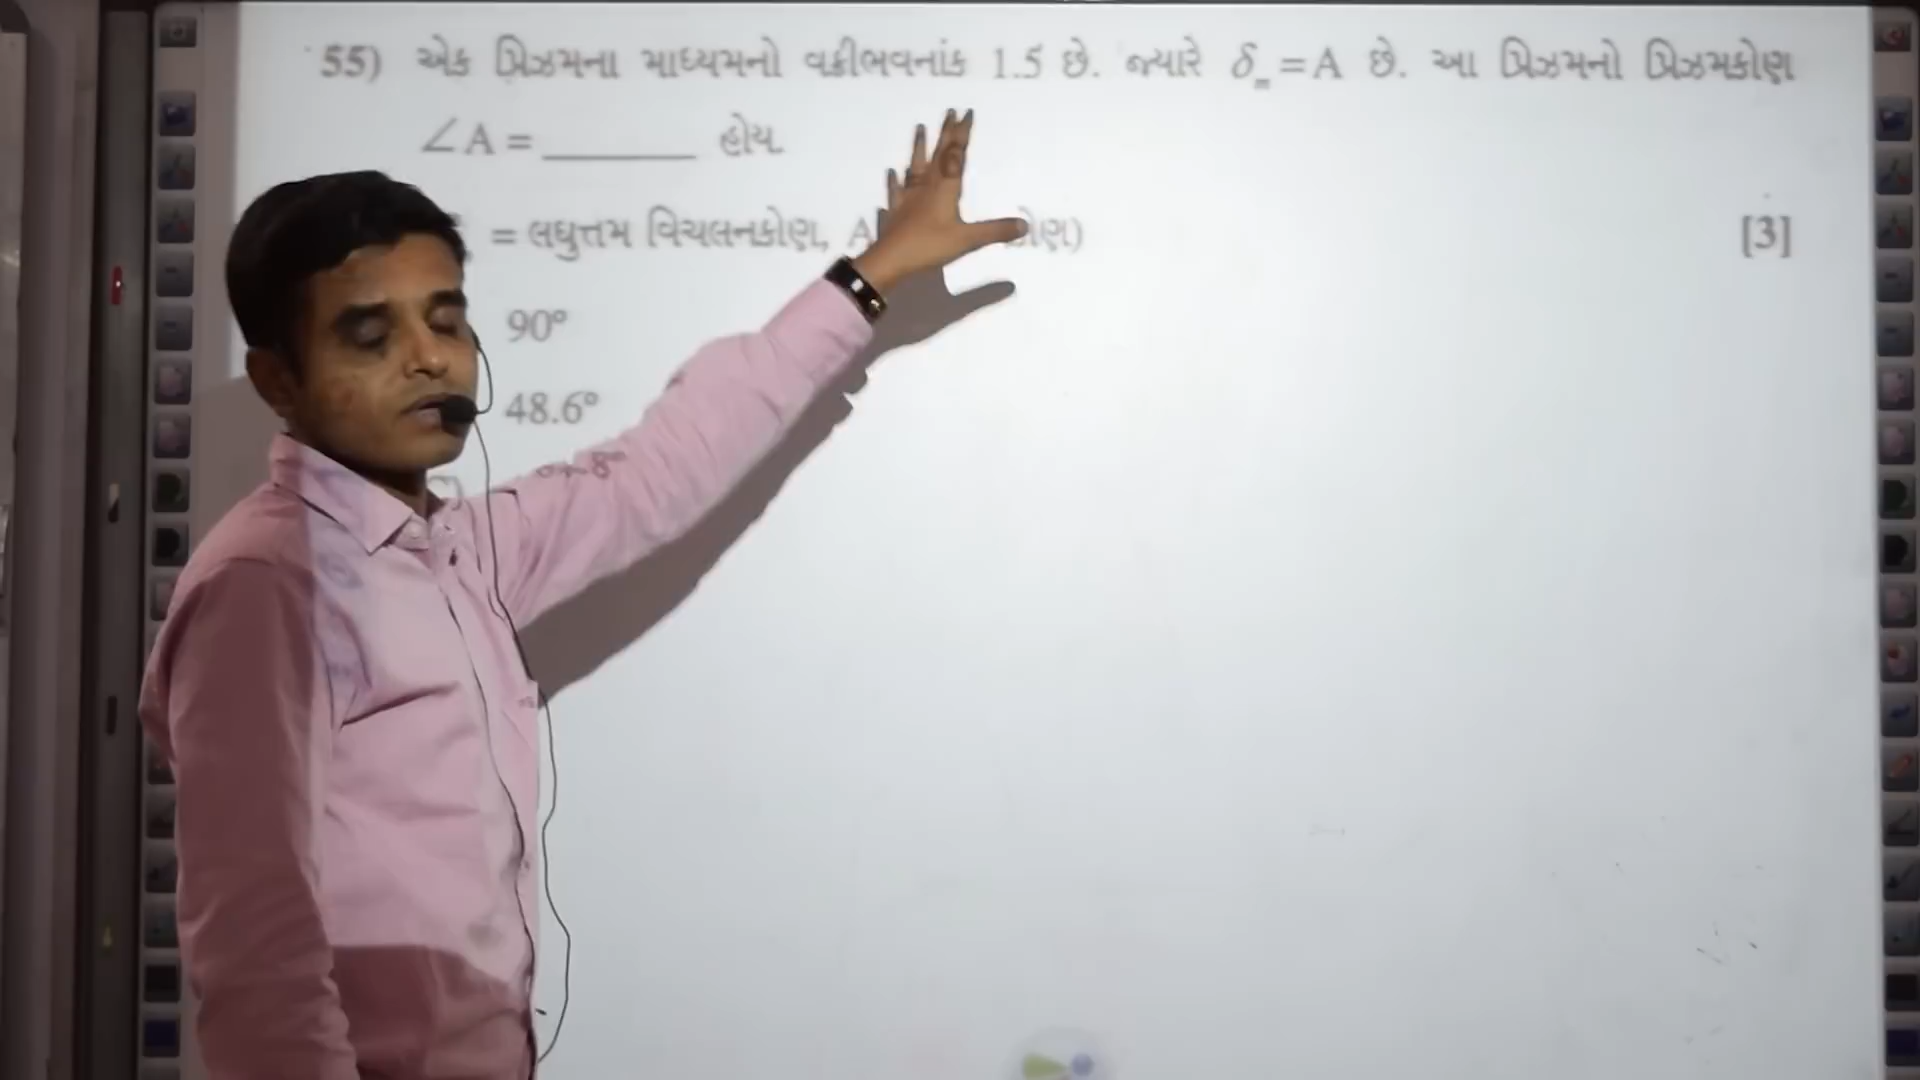 55) એક પ્રિઝમના માધ્યમનો વક્રીભવનાંક 1.5 છે. જ્યારે δm = A છે. આ પ્રિઝમનો પ્રિઝમકોણ
∠A = ______ હોય.
= લઘુત્તમ વિચલનકોણ, A કોણ) [3]
90°
48.6°